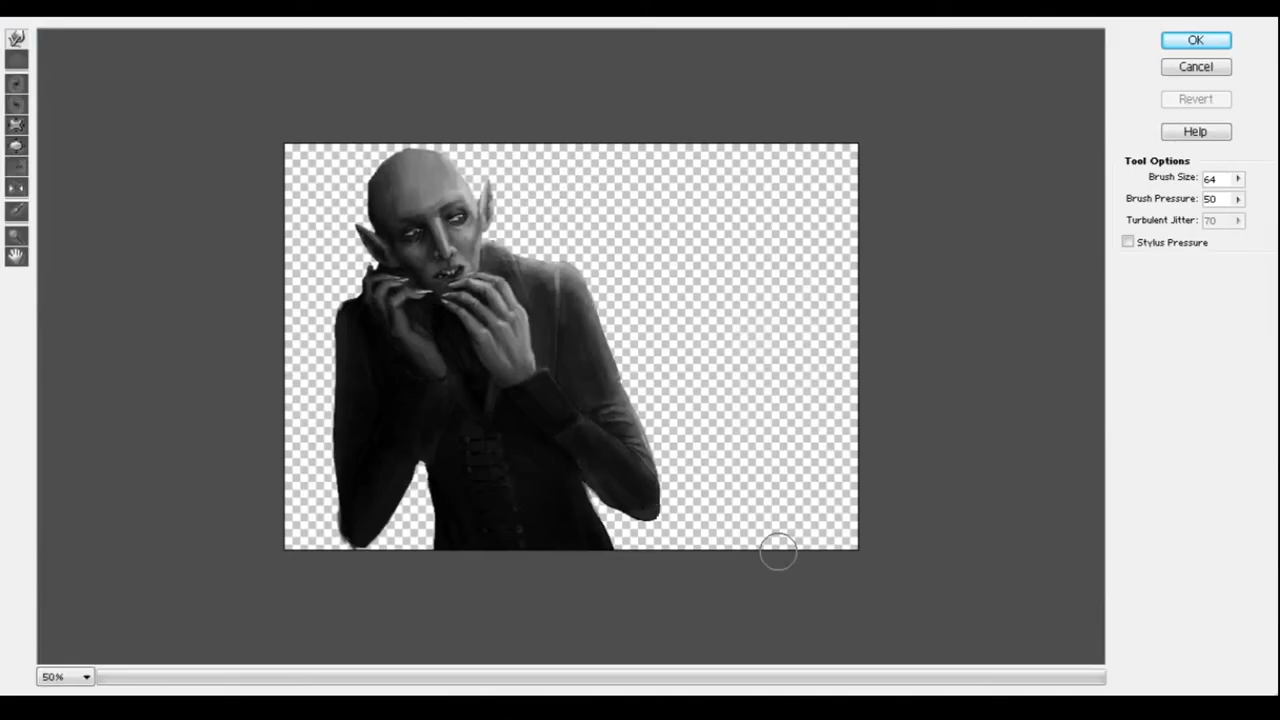 OK
Cancel
Revert
Help
Tool Options
Brush Size: 64
Brush Pressure: 50
Turbulent Jitter: 70
Stylus Pressure
50%